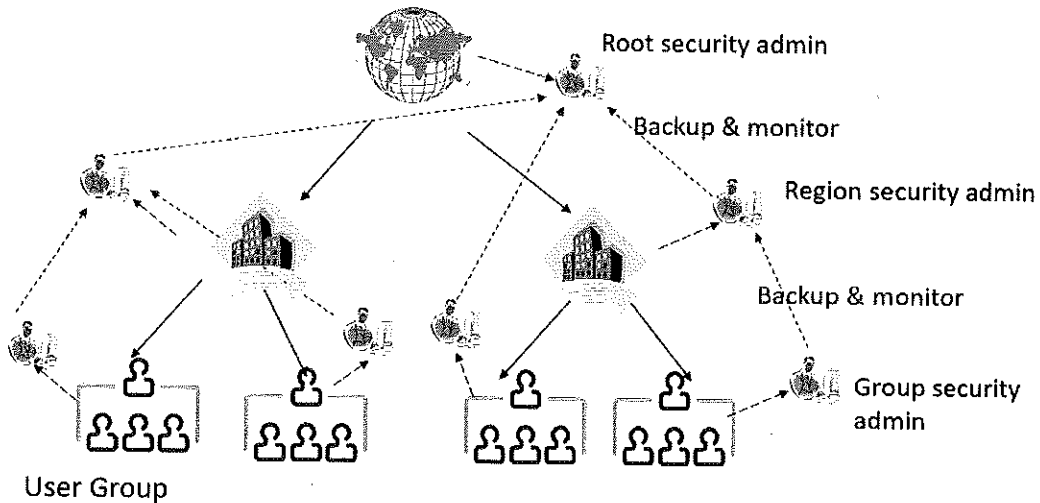 Root security admin
Backup & monitor
Region security admin
Backup & monitor
Group security
admin
User Group